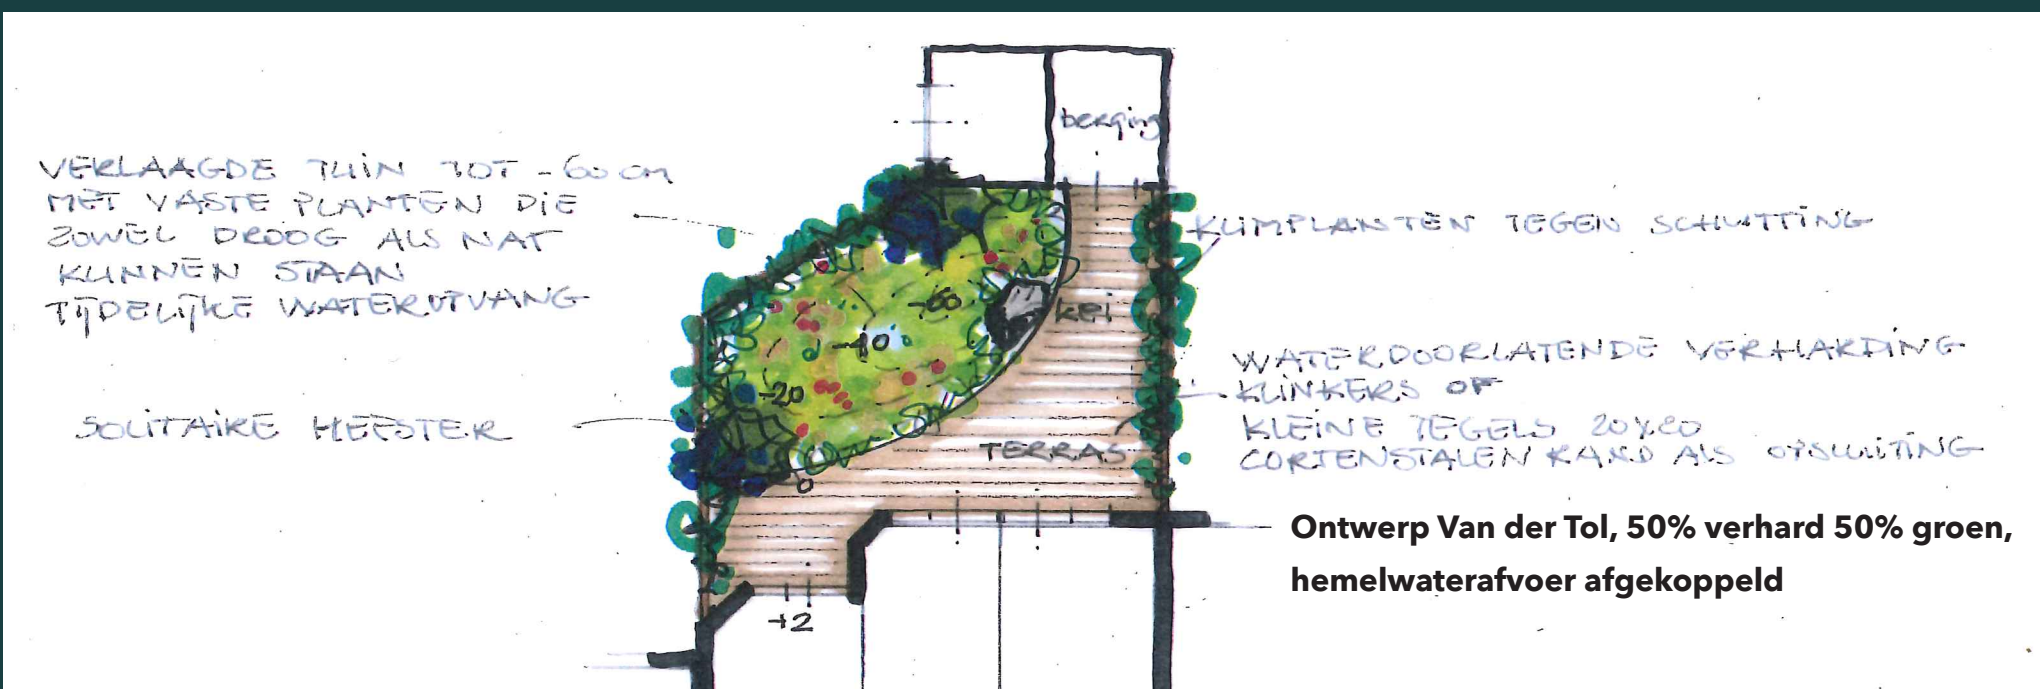 berging
VERLAAGDE TUIN TOT -60 cm
MET VASTE PLANTEN DIE
ZOWEL DROOG ALS NAT
KUNNEN STAAN
TIJDELIJKE WATEROPVANG
KLIMPLANTEN TEGEN SCHUTTING
-60
kei
-40
-20
WATERDOORLATENDE VERHARDING
KLINKERS OF
KLEINE TEGELS 20x20
CORTENSTALEN RAND ALS OPSLUITING
SOLITAIRE HEESTER
TERRAS
0
Ontwerp Van der Tol, 50% verhard 50% groen,
hemelwaterafvoer afgekoppeld
+2